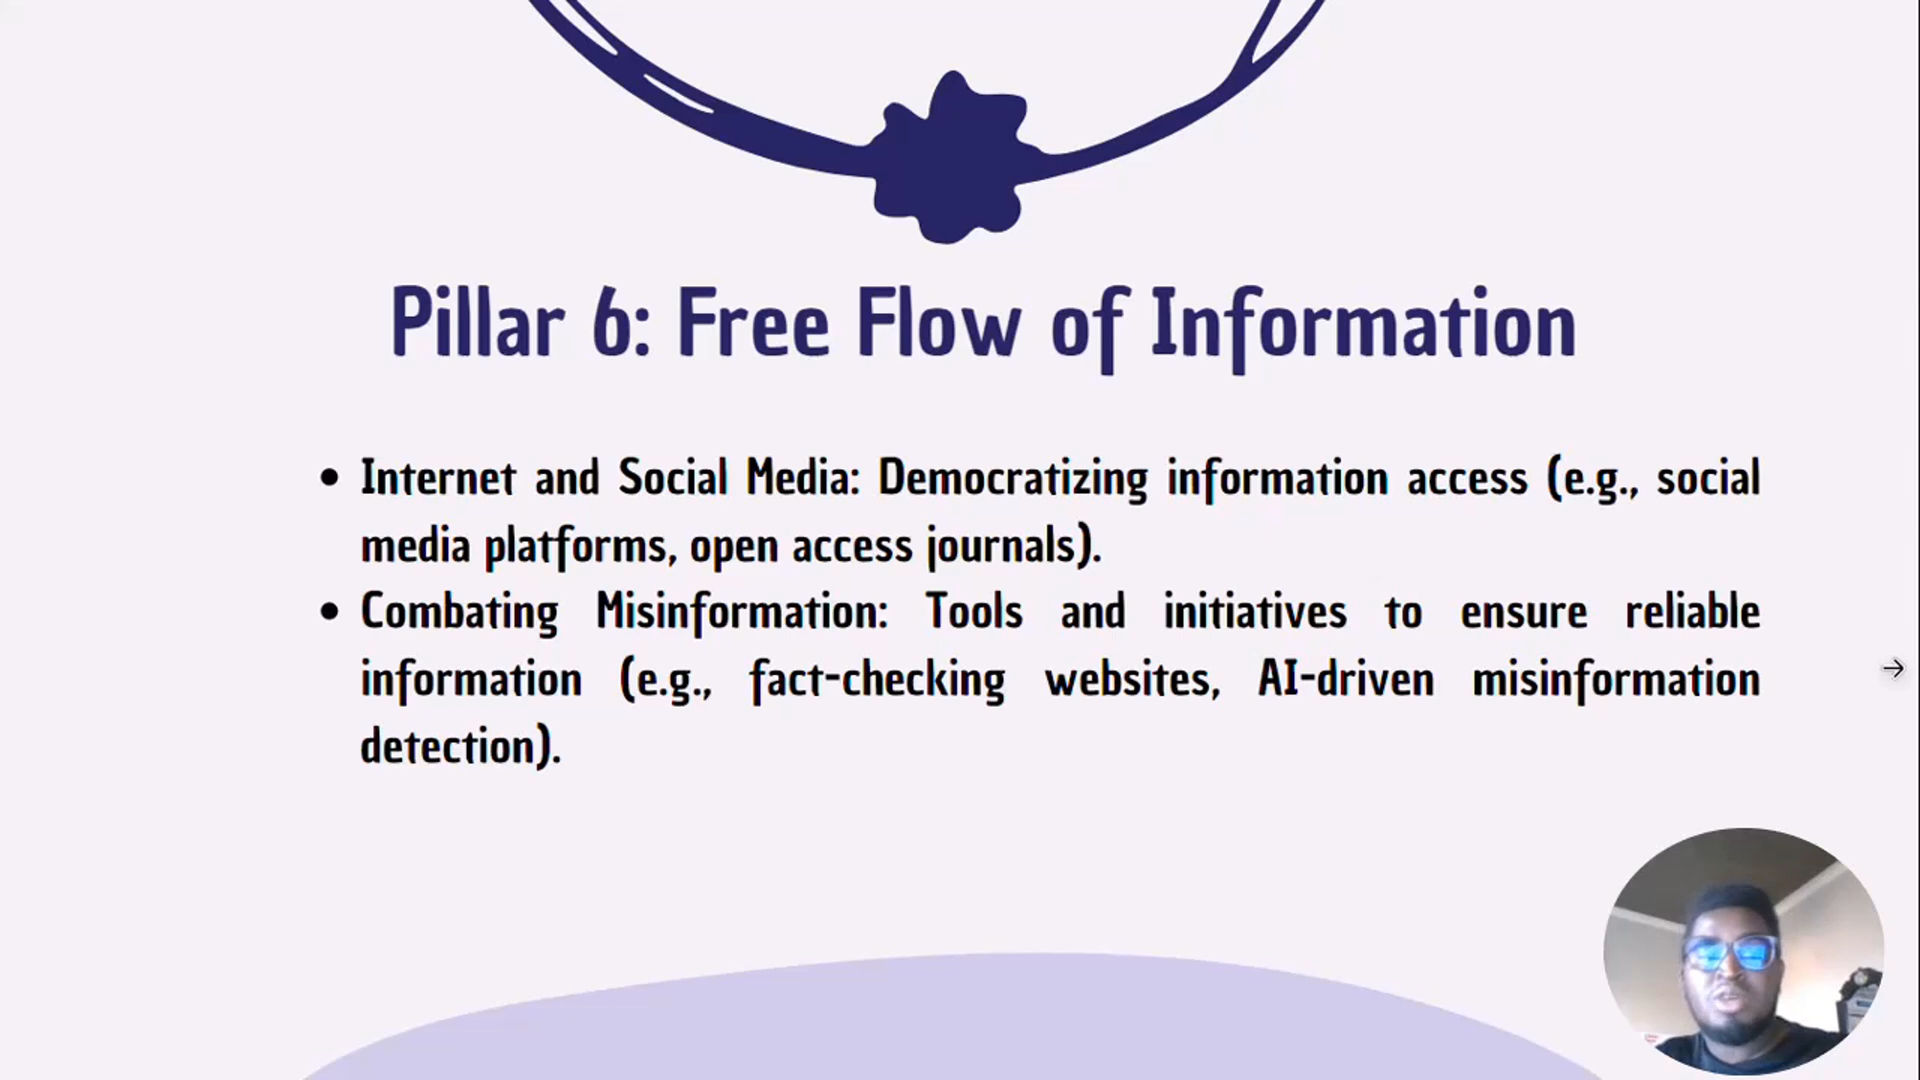 Pillar 6: Free Flow of Information
• Internet and Social Media: Democratizing information access (e.g., social
media platforms, open access journals).
• Combating Misinformation: Tools and initiatives to ensure reliable
information (e.g., fact-checking websites, AI-driven misinformation
detection).